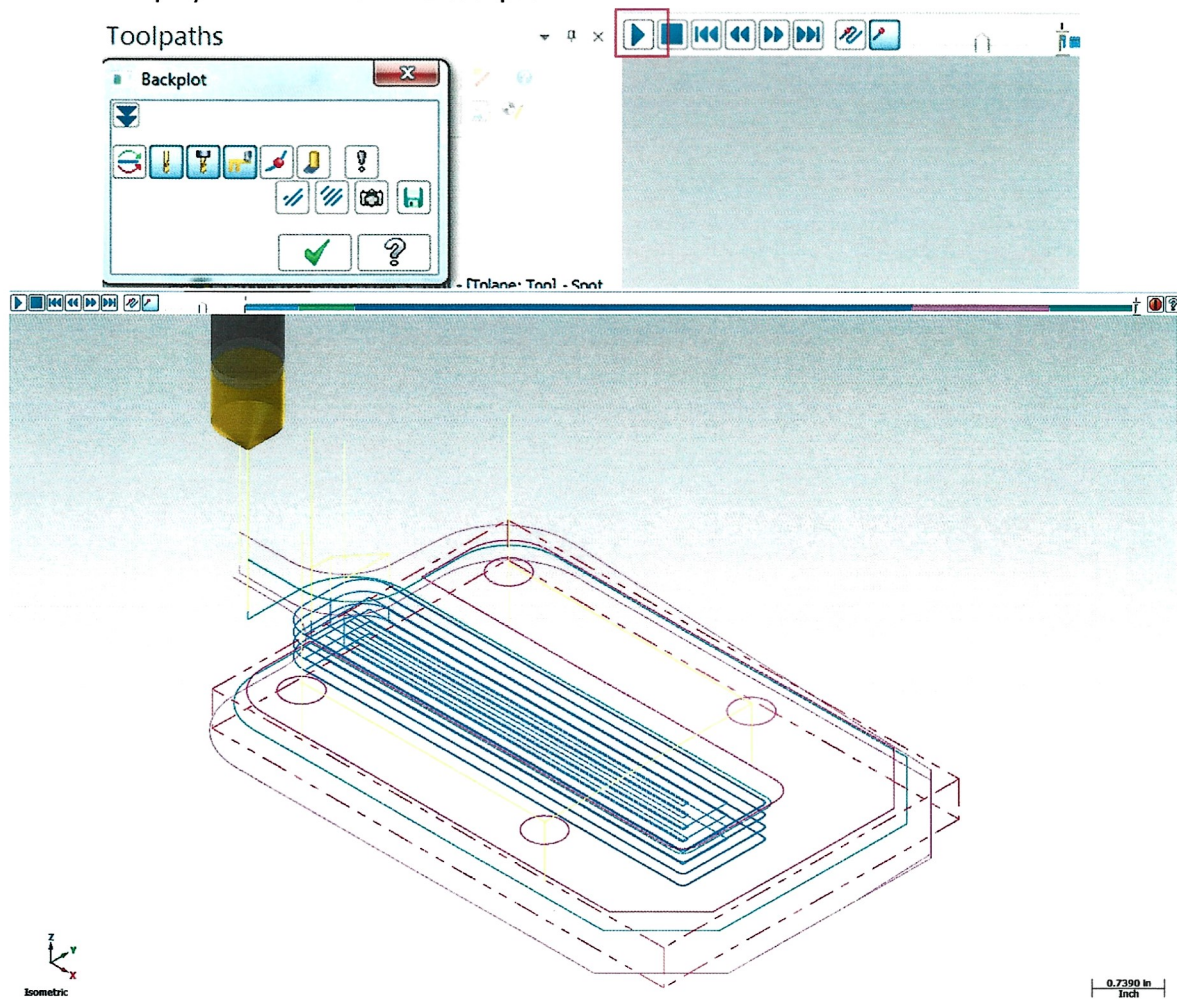 Toolpaths
Backplot
- [Tplane: Top] - Spot
Z
Y
X
Isometric
0.7390 in
Inch